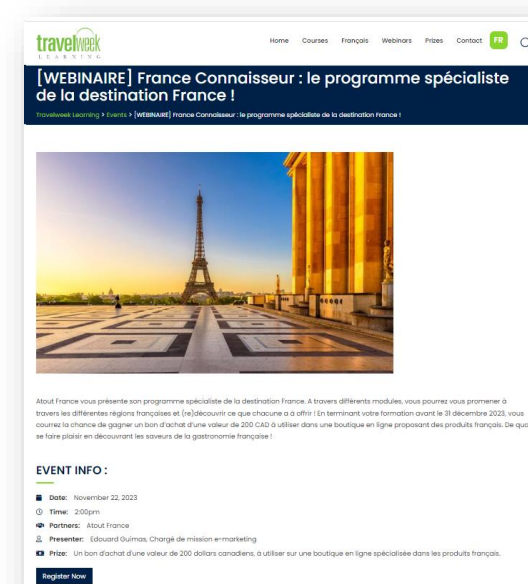 travelweek
LEARNING
Home Courses Français Webinars Prizes Contact FR
[WEBINAIRE] France Connaisseur : le programme spécialiste
de la destination France !
Travelweek Learning > Events > [WEBINAIRE] France Connaisseur : le programme spécialiste de la destination France !
Atout France vous présente son programme spécialiste de la destination France. A travers différents modules, vous pourrez vous promener à
travers les différentes régions françaises et (re)découvrir ce que chacune a à offrir ! En terminant votre formation avant le 31 décembre 2023, vous
courrez la chance de gagner un bon d'achat d'une valeur de 200 CAD à utiliser dans une boutique en ligne proposant des produits français. De quoi
se faire plaisir en découvrant les saveurs de la gastronomie française !
EVENT INFO :
Date: November 22, 2023
Time: 2:00pm
Partners: Atout France
Presenter: Edouard Guimas, Chargé de mission e-marketing
Prize: Un bon d'achat d'une valeur de 200 dollars canadiens, à utiliser sur une boutique en ligne spécialisée dans les produits français.
Register Now